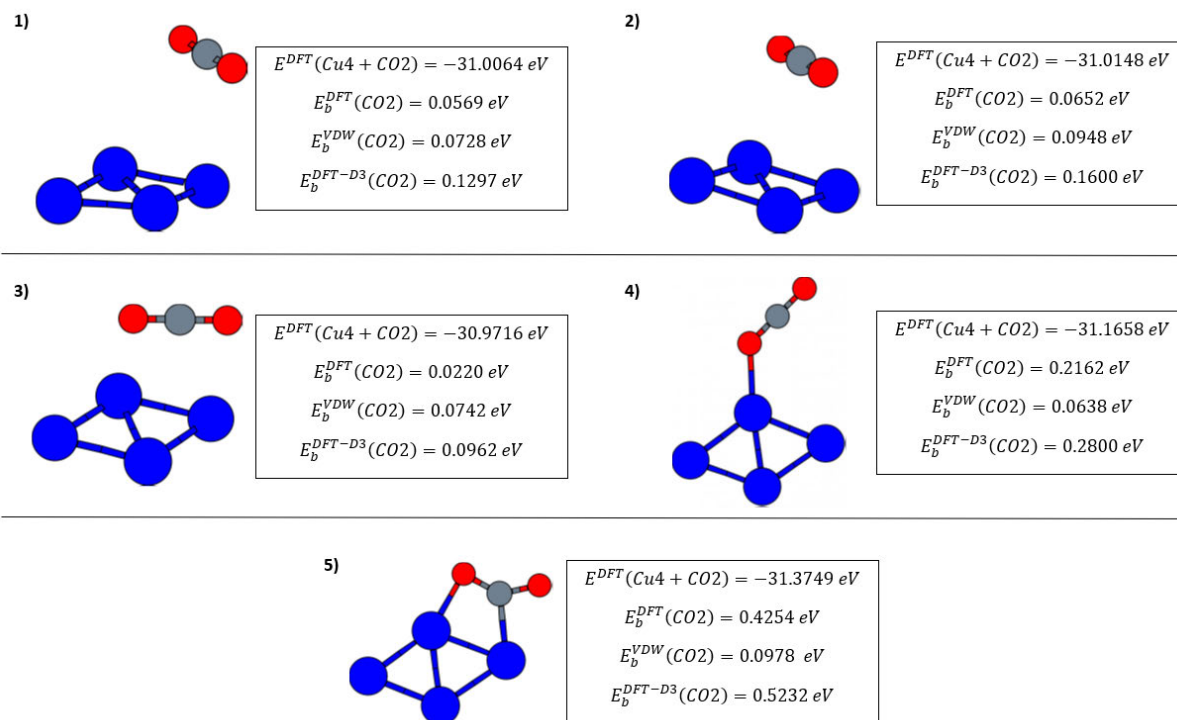 1)
E^{DFT}(Cu4 + CO2) = −31.0064 eV
E_b^{DFT}(CO2) = 0.0569 eV
E_b^{VDW}(CO2) = 0.0728 eV
E_b^{DFT−D3}(CO2) = 0.1297 eV
2)
E^{DFT}(Cu4 + CO2) = −31.0148 eV
E_b^{DFT}(CO2) = 0.0652 eV
E_b^{VDW}(CO2) = 0.0948 eV
E_b^{DFT−D3}(CO2) = 0.1600 eV
3)
E^{DFT}(Cu4 + CO2) = −30.9716 eV
E_b^{DFT}(CO2) = 0.0220 eV
E_b^{VDW}(CO2) = 0.0742 eV
E_b^{DFT−D3}(CO2) = 0.0962 eV
4)
E^{DFT}(Cu4 + CO2) = −31.1658 eV
E_b^{DFT}(CO2) = 0.2162 eV
E_b^{VDW}(CO2) = 0.0638 eV
E_b^{DFT−D3}(CO2) = 0.2800 eV
5)
E^{DFT}(Cu4 + CO2) = −31.3749 eV
E_b^{DFT}(CO2) = 0.4254 eV
E_b^{VDW}(CO2) = 0.0978 eV
E_b^{DFT−D3}(CO2) = 0.5232 eV